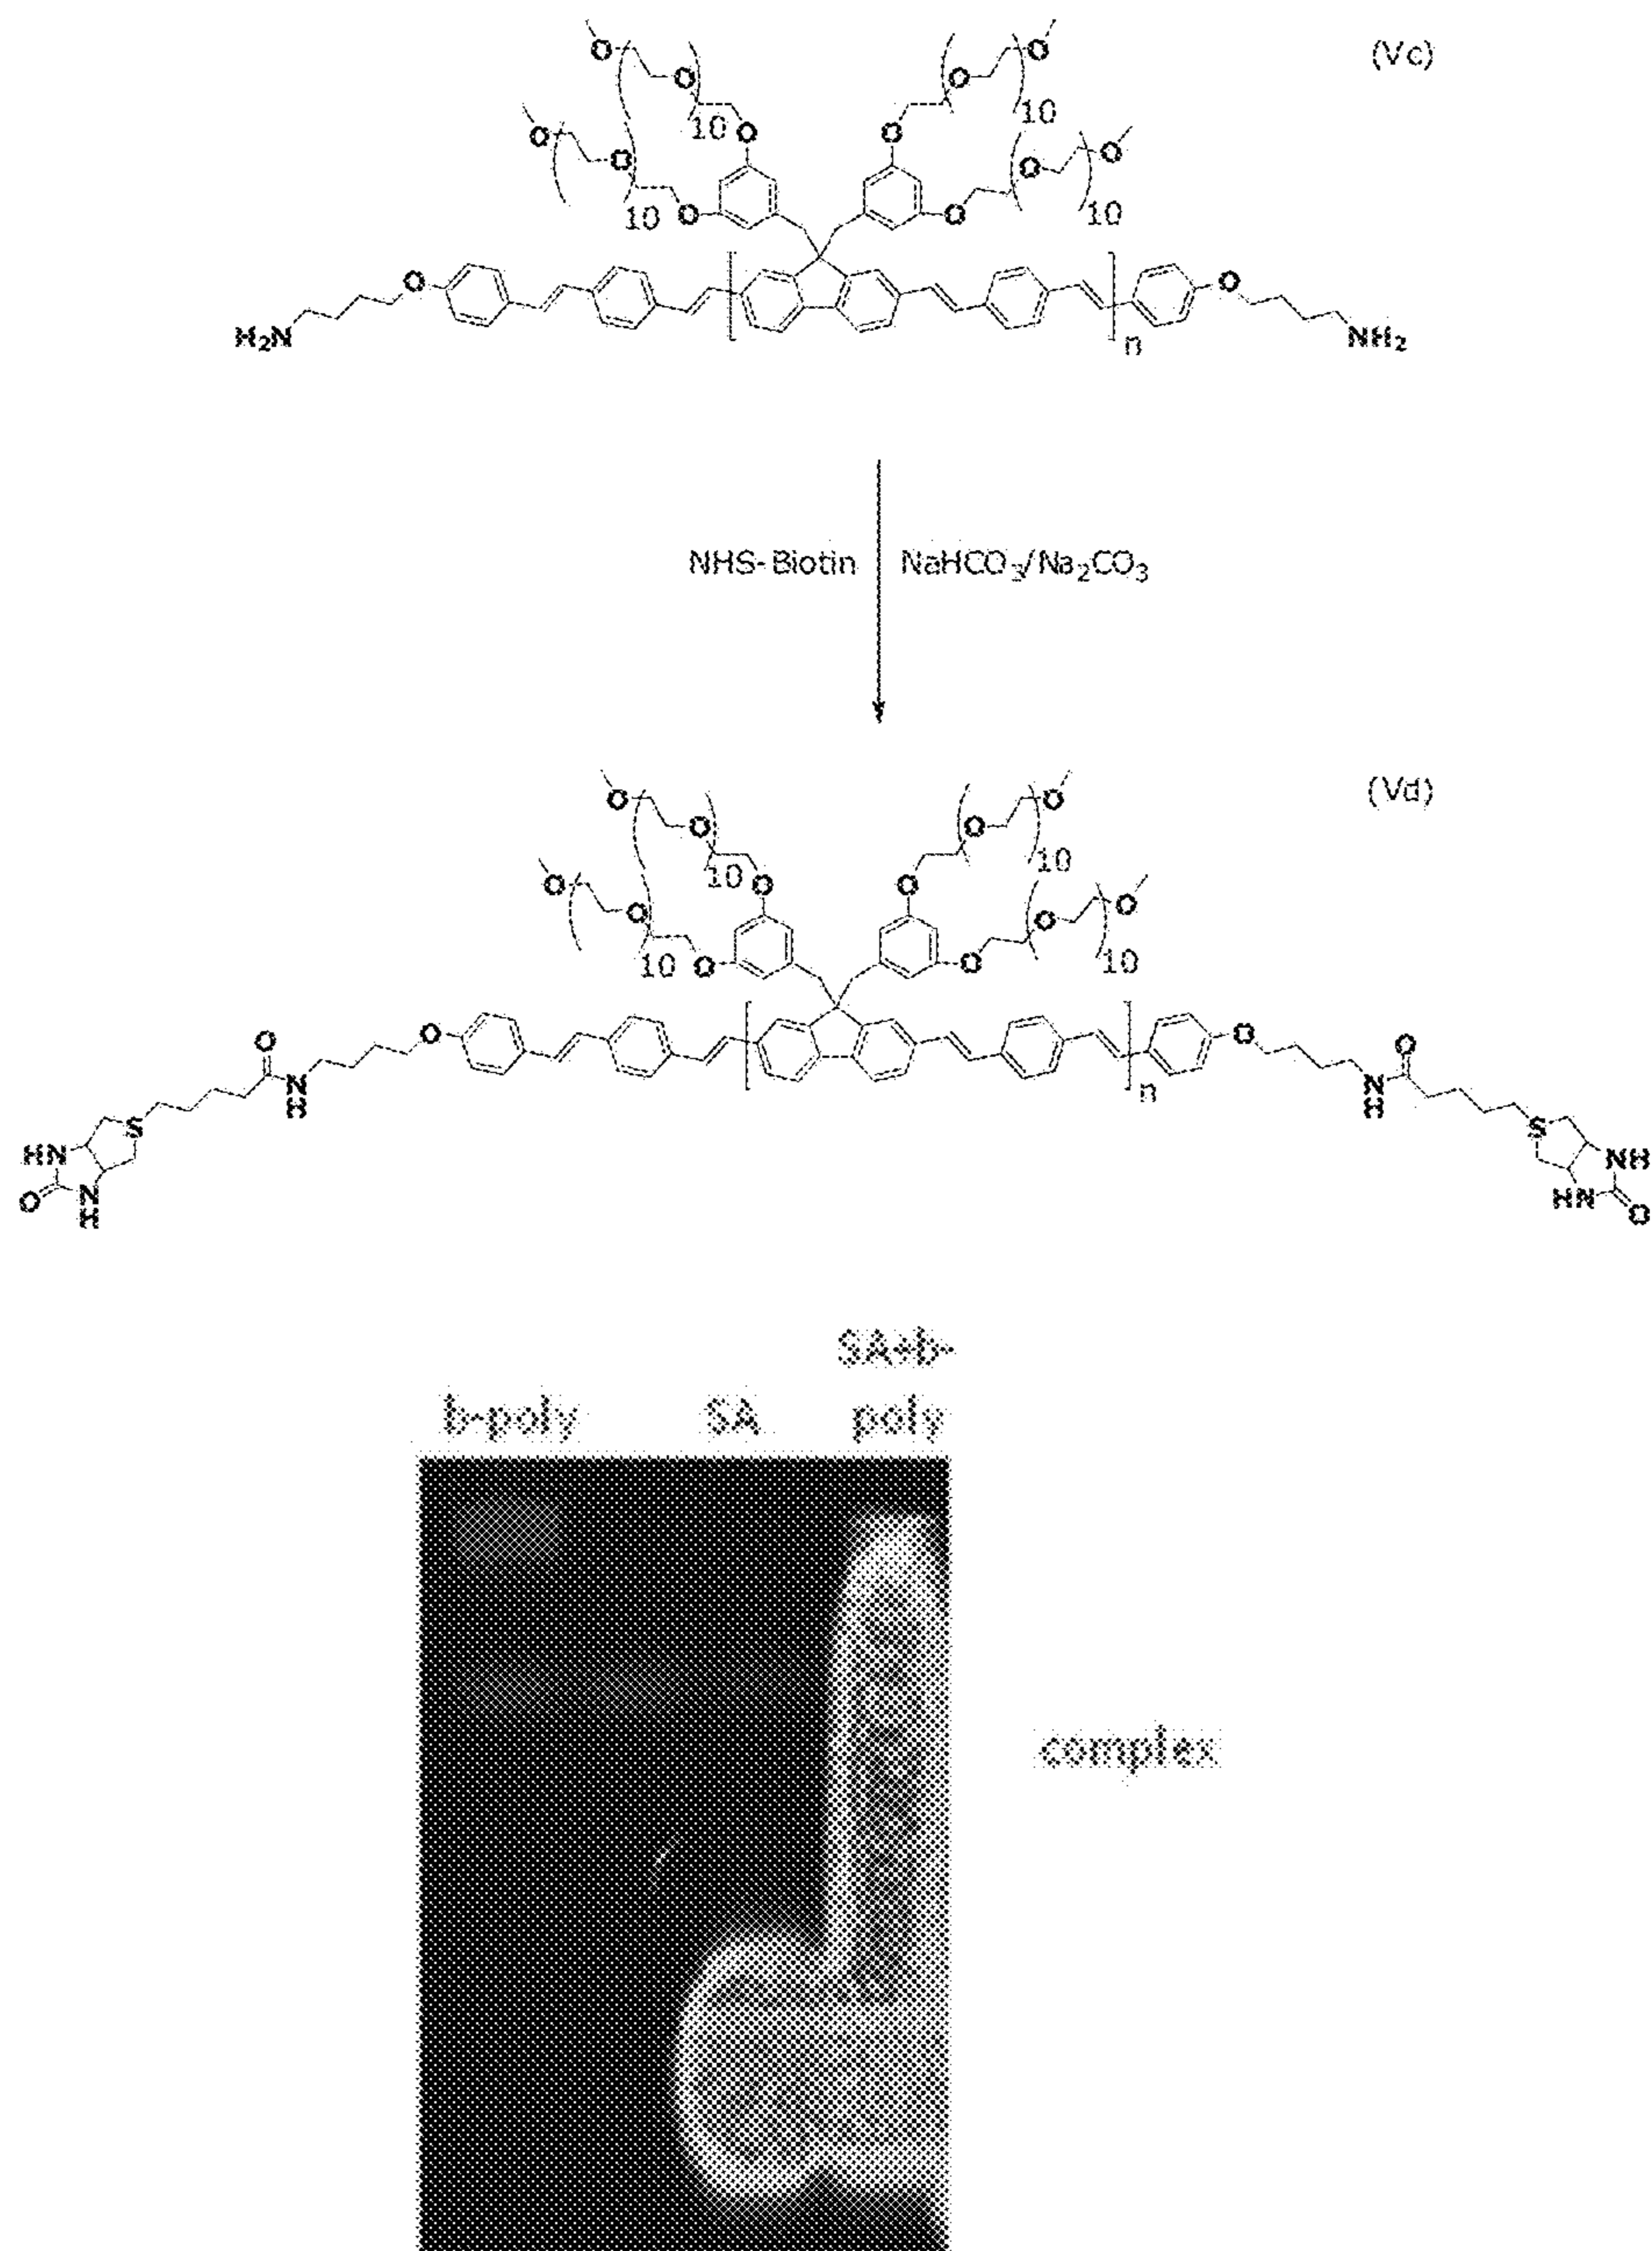 (Vc)
O O O O
10 O O 10
O O O O
10 O O 10
O O
H₂N n NH₂
NHS-Biotin NaHCO₃/Na₂CO₃
(Vd)
O O O O
10 O O 10
O O O O
10 O O 10
O O O O
N H n N H
S S
HN NH
O N H HN O
SA+b-
b-poly SA poly
complex